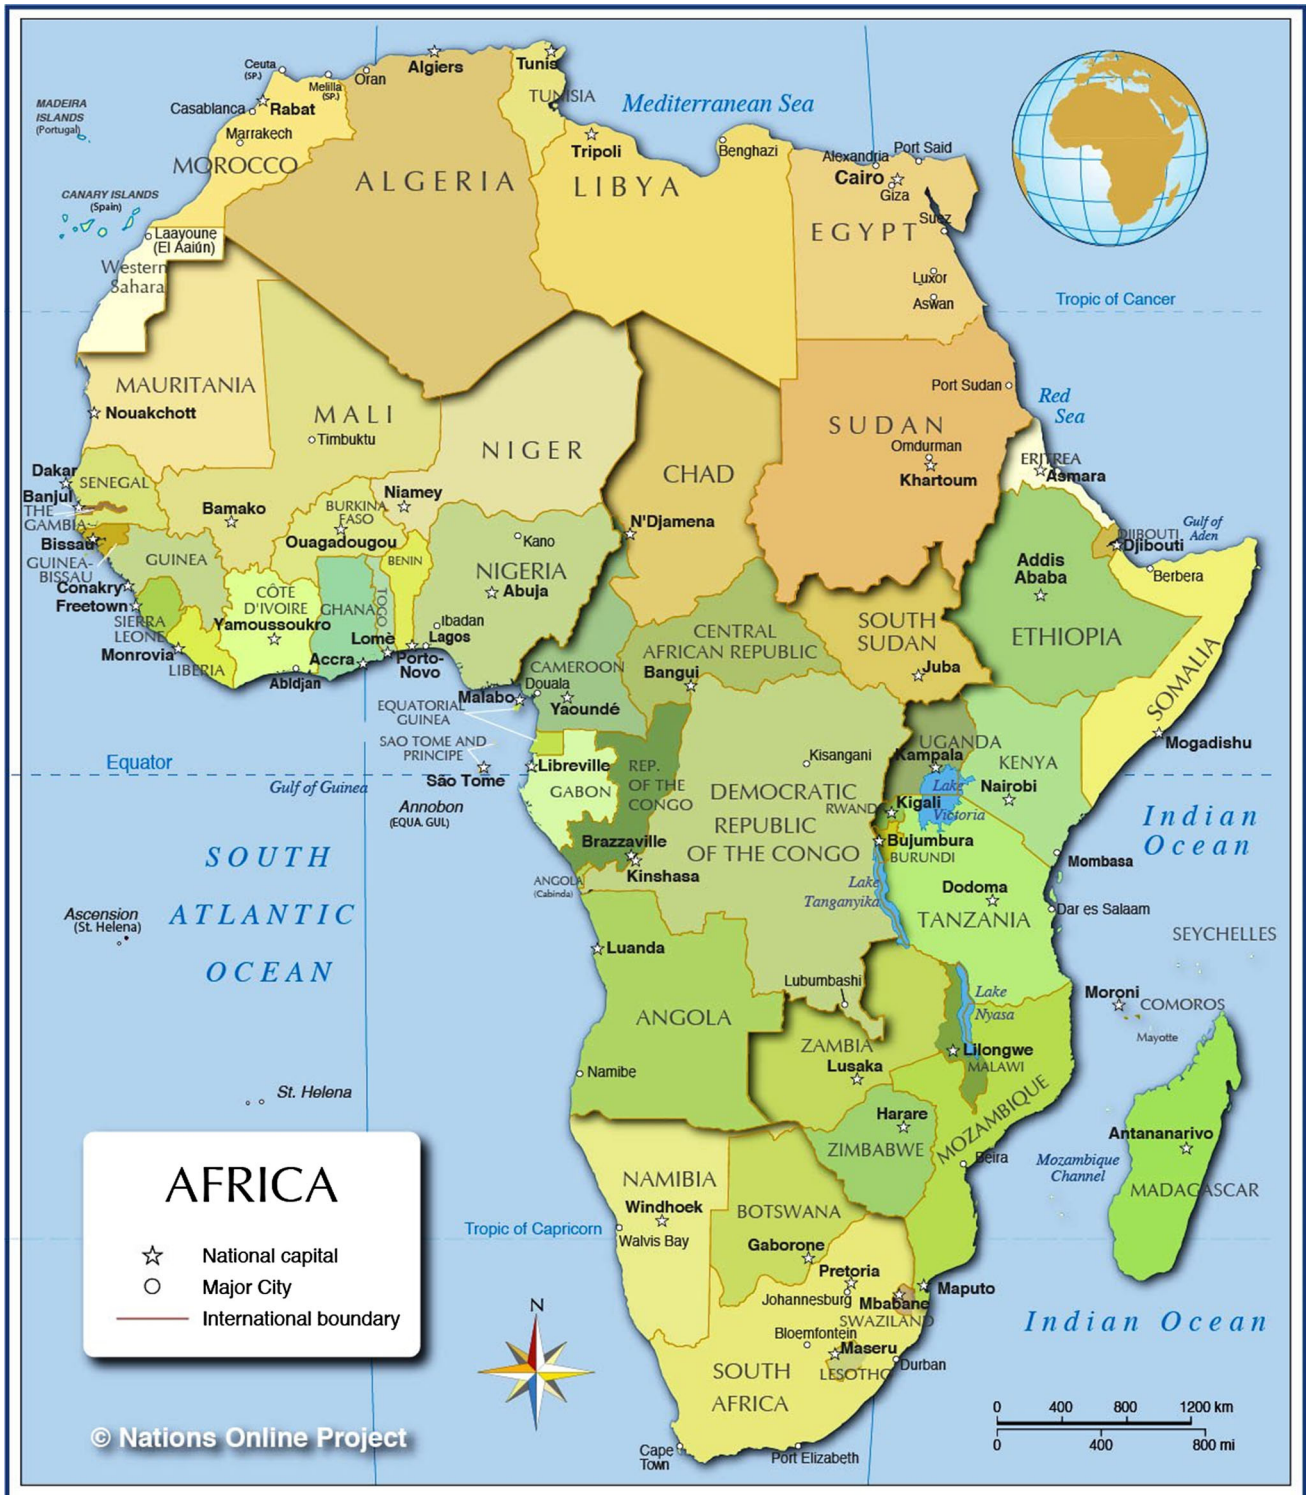 MADEIRA
ISLANDS
(Portugal)
CANARY ISLANDS
(Spain)
Ceuta
(SP.)
Melilla
(SP.)
Oran
Algiers
Tunis
TUNISIA
Mediterranean Sea
Casablanca
Rabat
Marrakech
MOROCCO
ALGERIA
Tripoli
LIBYA
Benghazi
Alexandria
Port Said
Cairo
Giza
Suez
EGYPT
Luxor
Aswan
Laayoune
(El Aaiún)
Western
Sahara
Tropic of Cancer
MAURITANIA
Nouakchott
MALI
Timbuktu
NIGER
CHAD
SUDAN
Port Sudan
Omdurman
Khartoum
Red
Sea
ERITREA
Asmara
Dakar
SENEGAL
Banjul
THE
GAMBIA
Bissau
GUINEA-
BISSAU
Bamako
BURKINA
FASO
Ouagadougou
Niamey
N'Djamena
DJIBOUTI
Djibouti
Gulf of
Aden
Berbera
Addis
Ababa
ETHIOPIA
SOMALIA
Mogadishu
GUINEA
Conakry
Freetown
SIERRA
LEONE
Monrovia
LIBERIA
CÔTE
D'IVOIRE
Yamoussoukro
Abidjan
GHANA
Accra
TOGO
Lomè
BENIN
Porto-
Novo
Kano
NIGERIA
Abuja
Ibadan
Lagos
CAMEROON
Douala
Yaoundé
Malabo
EQUATORIAL
GUINEA
SAO TOME AND
PRINCIPE
São Tome
CENTRAL
AFRICAN REPUBLIC
Bangui
SOUTH
SUDAN
Juba
Equator
Gulf of Guinea
Annobon
(EQUA. GUL)
Libreville
GABON
REP.
OF THE
CONGO
Brazzaville
Kinshasa
ANGOLA
(Cabinda)
Kisangani
DEMOCRATIC
REPUBLIC
OF THE CONGO
UGANDA
Kampala
KENYA
Nairobi
Lake
Victoria
RWANDA
Kigali
Bujumbura
BURUNDI
Mombasa
Indian
Ocean
Lake
Tanganyika
Dodoma
TANZANIA
Dar es Salaam
SEYCHELLES
SOUTH
ATLANTIC
OCEAN
Ascension
(St. Helena)
St. Helena
Luanda
ANGOLA
Namibe
Lubumbashi
ZAMBIA
Lusaka
Lake
Nyasa
Lilongwe
MALAWI
Moroni
COMOROS
Mayotte
Harare
ZIMBABWE
MOZAMBIQUE
Beira
Mozambique
Channel
Antananarivo
MADAGASCAR
NAMIBIA
Windhoek
Walvis Bay
Tropic of Capricorn
BOTSWANA
Gaborone
Pretoria
Johannesburg
Mbabane
SWAZILAND
Maputo
Bloemfontein
Maseru
LESOTHO
Durban
SOUTH
AFRICA
Cape
Town
Port Elizabeth
Indian Ocean
AFRICA
National capital
Major City
International boundary
N
© Nations Online Project
0 400 800 1200 km
0 400 800 mi